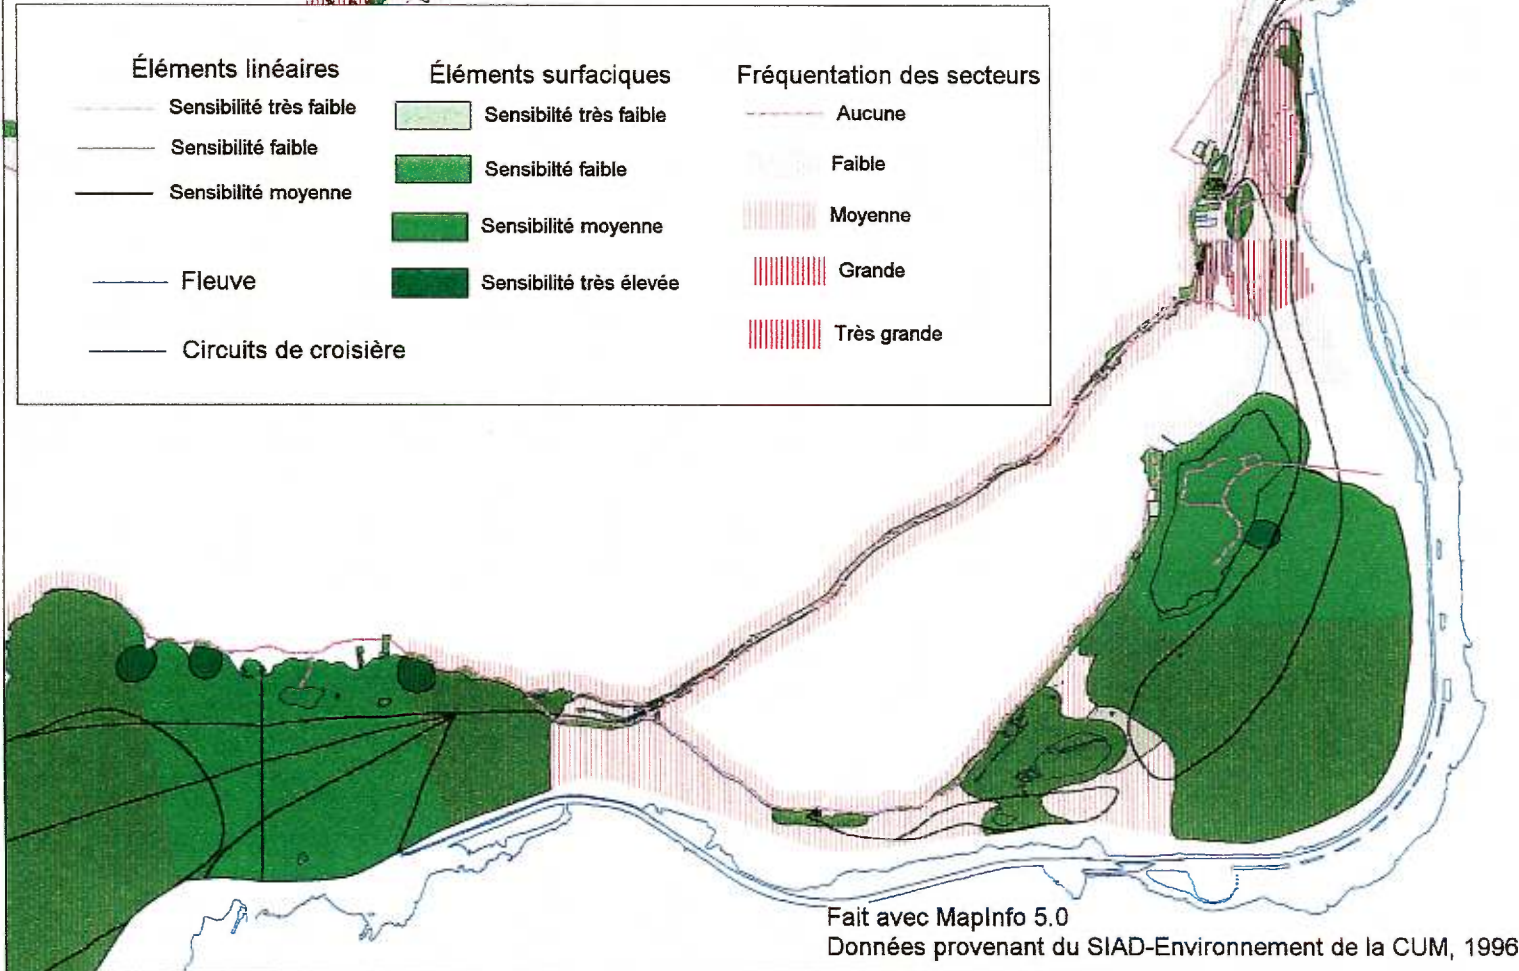 Éléments linéaires
Sensibilité très faible
Sensibilité faible
Sensibilité moyenne
Fleuve
Circuits de croisière
Éléments surfaciques
Sensibilté très faible
Sensibilté faible
Sensibilité moyenne
Sensibilité très élevée
Fréquentation des secteurs
Aucune
Faible
Moyenne
Grande
Très grande
Fait avec MapInfo 5.0
Données provenant du SIAD-Environnement de la CUM, 1996